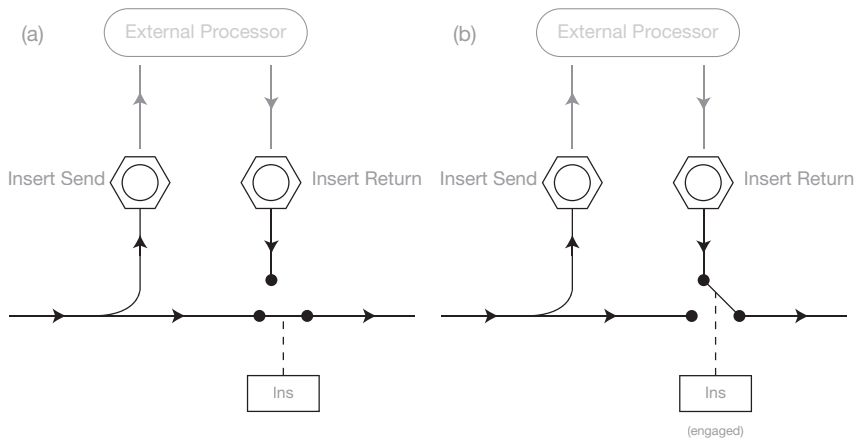 (a)
External Processor
Insert Send
Insert Return
Ins
(b)
External Processor
Insert Send
Insert Return
Ins
(engaged)